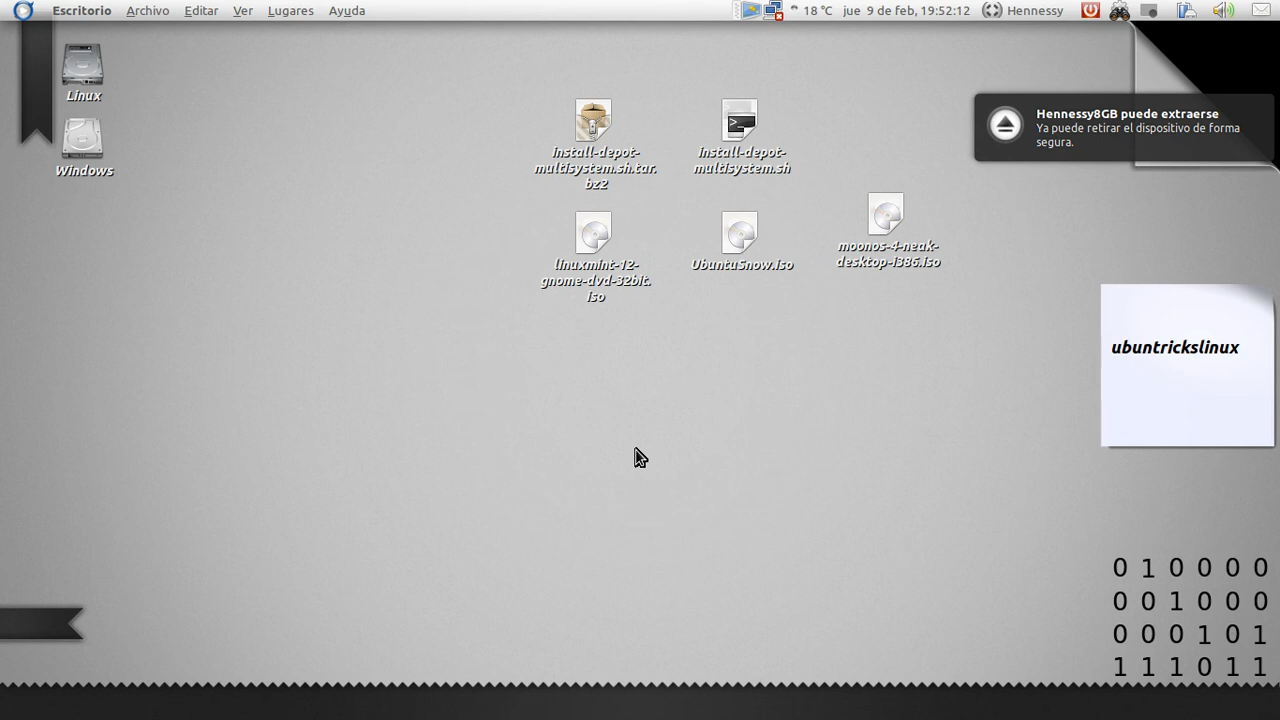 Escritorio Archivo Editar Ver Lugares Ayuda 18 °C jue 9 de feb, 19:52:12 Hennessy
Linux
Windows
install-depot-
multisystem.sh.tar.
bz2
install-depot-
multisystem.sh
linuxmint-12-
gnome-dvd-32bit.
iso
UbuntuSnow.iso
moonos-4-neak-
desktop-i386.iso
Hennessy8GB puede extraerse
Ya puede retirar el dispositivo de forma
segura.
ubuntrickslinux
0 1 0 0 0 0
0 0 1 0 0 0
0 0 0 1 0 1
1 1 1 0 1 1